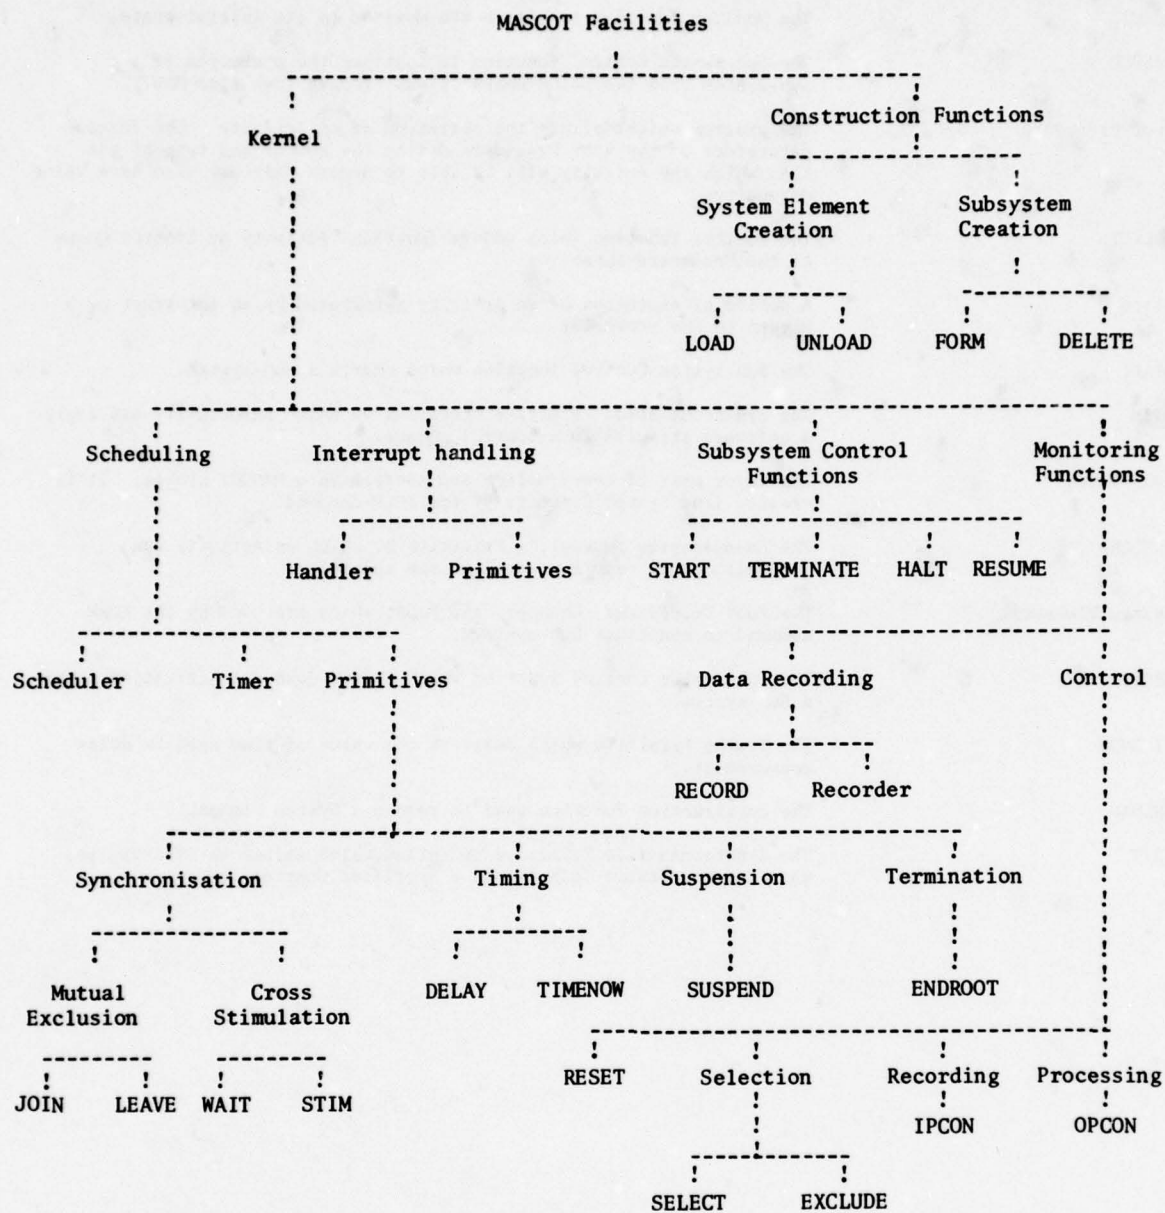 MASCOT Facilities
Construction Functions
Kernel
System Element Creation
Subsystem Creation
LOAD UNLOAD FORM DELETE
Scheduling Interrupt handling Subsystem Control Functions Monitoring Functions
Handler Primitives START TERMINATE HALT RESUME
Scheduler Timer Primitives Data Recording Control
RECORD Recorder
Synchronisation Timing Suspension Termination
Mutual Exclusion Cross Stimulation DELAY TIMENOW SUSPEND ENDROOT
RESET Selection Recording Processing
JOIN LEAVE WAIT STIM IPCON OPCON
SELECT EXCLUDE